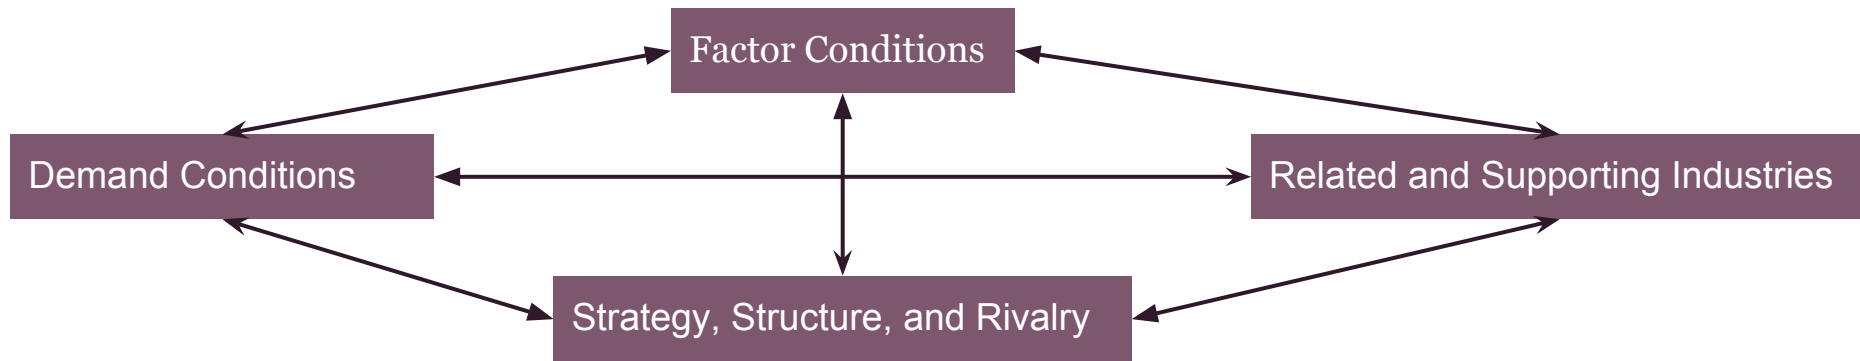 Factor Conditions
Demand Conditions
Related and Supporting Industries
Strategy, Structure, and Rivalry